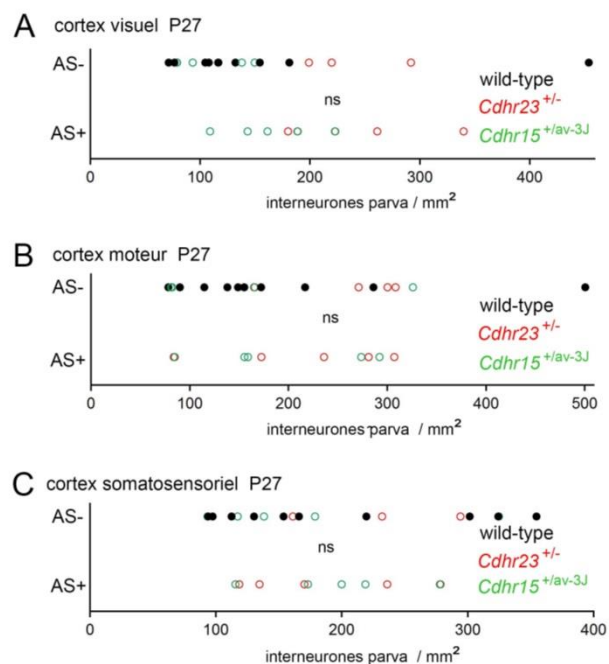 A cortex visuel P27
AS-
wild-type
ns
Cdhr23 +/-
AS+
Cdhr15 +/av-3J
0 100 200 300 400
interneurones parva / mm²
B cortex moteur P27
AS-
wild-type
ns
Cdhr23 +/-
AS+
Cdhr15 +/av-3J
0 100 200 300 400 500
interneurones parva / mm²
C cortex somatosensoriel P27
AS-
wild-type
ns
Cdhr23 +/-
AS+
Cdhr15 +/av-3J
0 100 200 300 400
interneurones parva / mm²